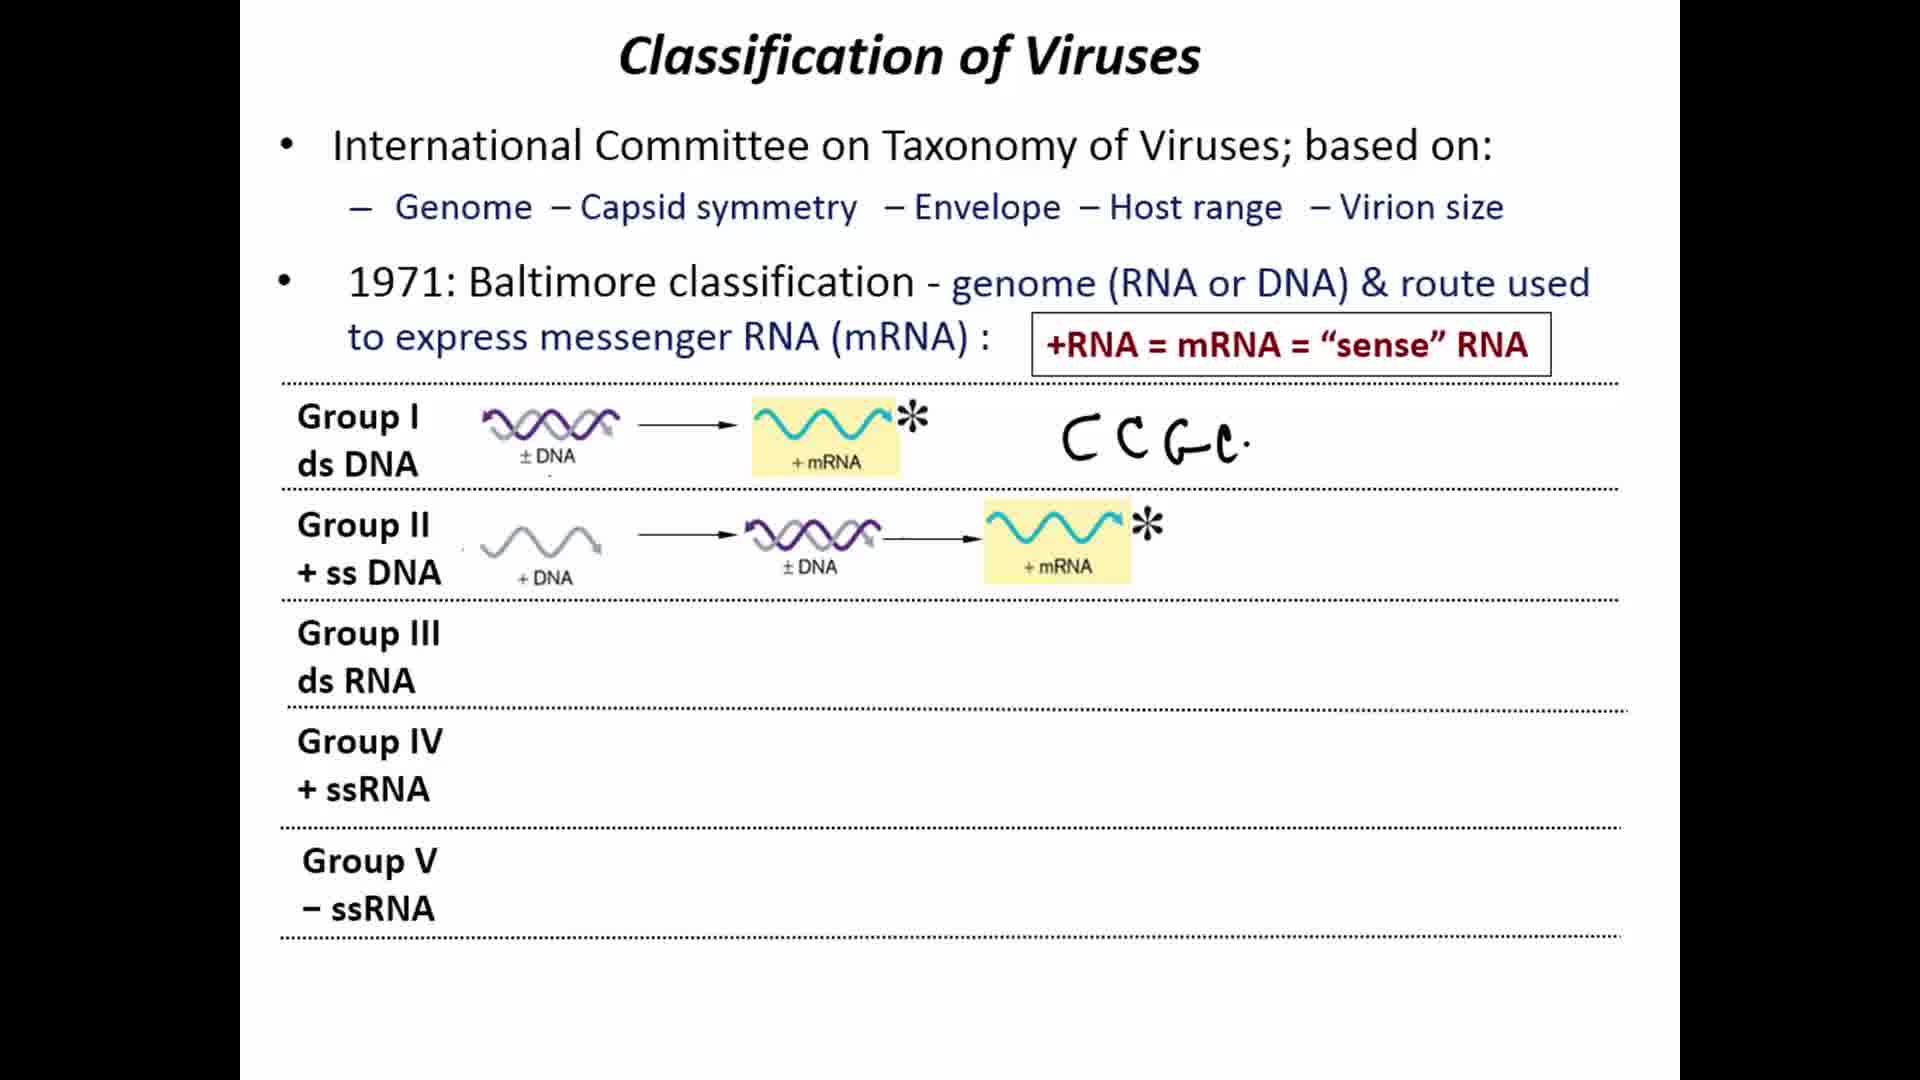 Classification of Viruses
• International Committee on Taxonomy of Viruses; based on:
– Genome – Capsid symmetry – Envelope – Host range – Virion size
• 1971: Baltimore classification - genome (RNA or DNA) & route used
to express messenger RNA (mRNA) :
+RNA = mRNA = “sense” RNA
Group I
ds DNA
± DNA
+ mRNA
*
CCGC
Group II
+ ss DNA
+ DNA
± DNA
+ mRNA
*
Group III
ds RNA
Group IV
+ ssRNA
Group V
– ssRNA